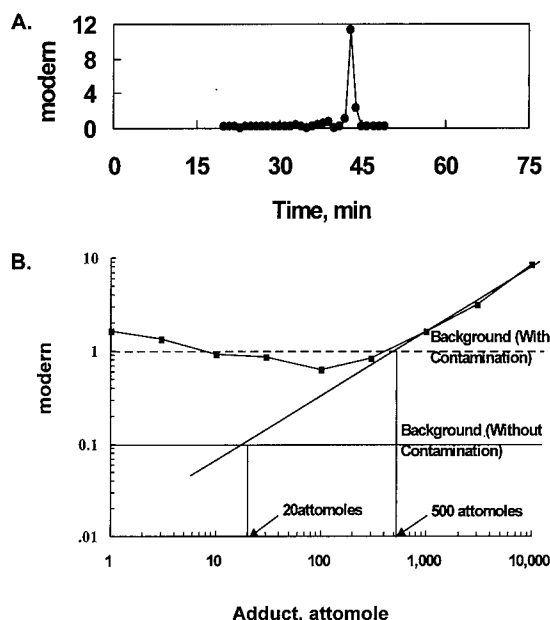 A.
12
8
4
0
modern
0 15 30 45 60 75
Time, min
B.
10
1
0.1
.01
modern
Background (With
Contamination)
Background (Without
Contamination)
20attomoles
500 attomoles
1 10 100 1,000 10,000
Adduct, attomole